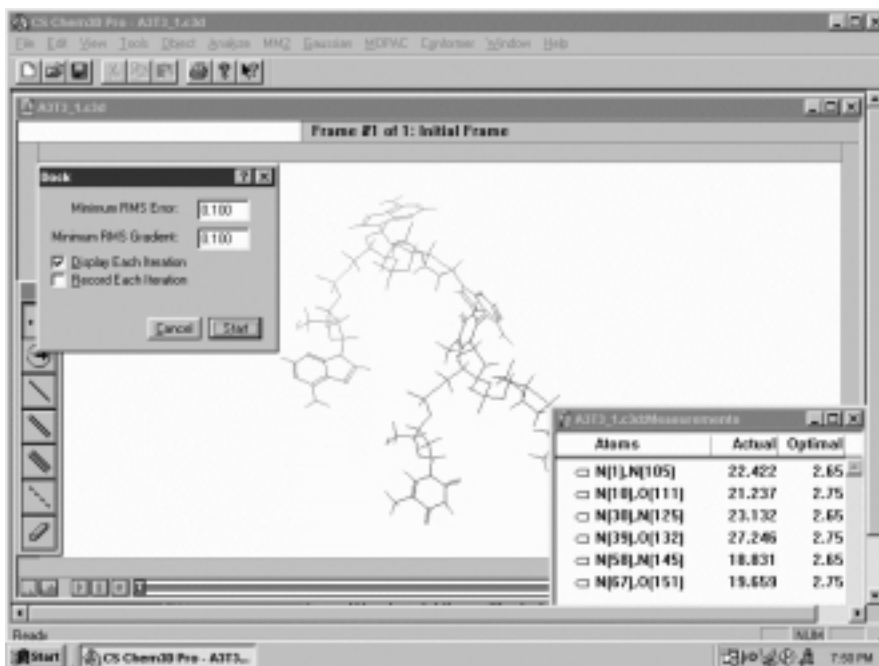 CS Chem3D Pro - A3T3_1.c3d
File Edit View Tools Object Analyze MM2 Gaussian MOPAC Conformer Window Help
A3T3_1.c3d
Frame #1 of 1: Initial Frame
Dock
Minimum RMS Error: 0.100
Minimum RMS Gradient: 0.100
Display Each Iteration
Record Each Iteration
Cancel Start
A3T3_1.c3d:Measurements
Atoms Actual Optimal
N[1],N[105] 22.422 2.65
N[10],O[111] 21.237 2.75
N[30],N[125] 23.132 2.65
N[39],O[132] 27.246 2.75
N[58],N[145] 18.831 2.65
N[67],O[151] 19.659 2.75
Ready
NUM
Start CS Chem3D Pro - A3T3... 7:50 PM